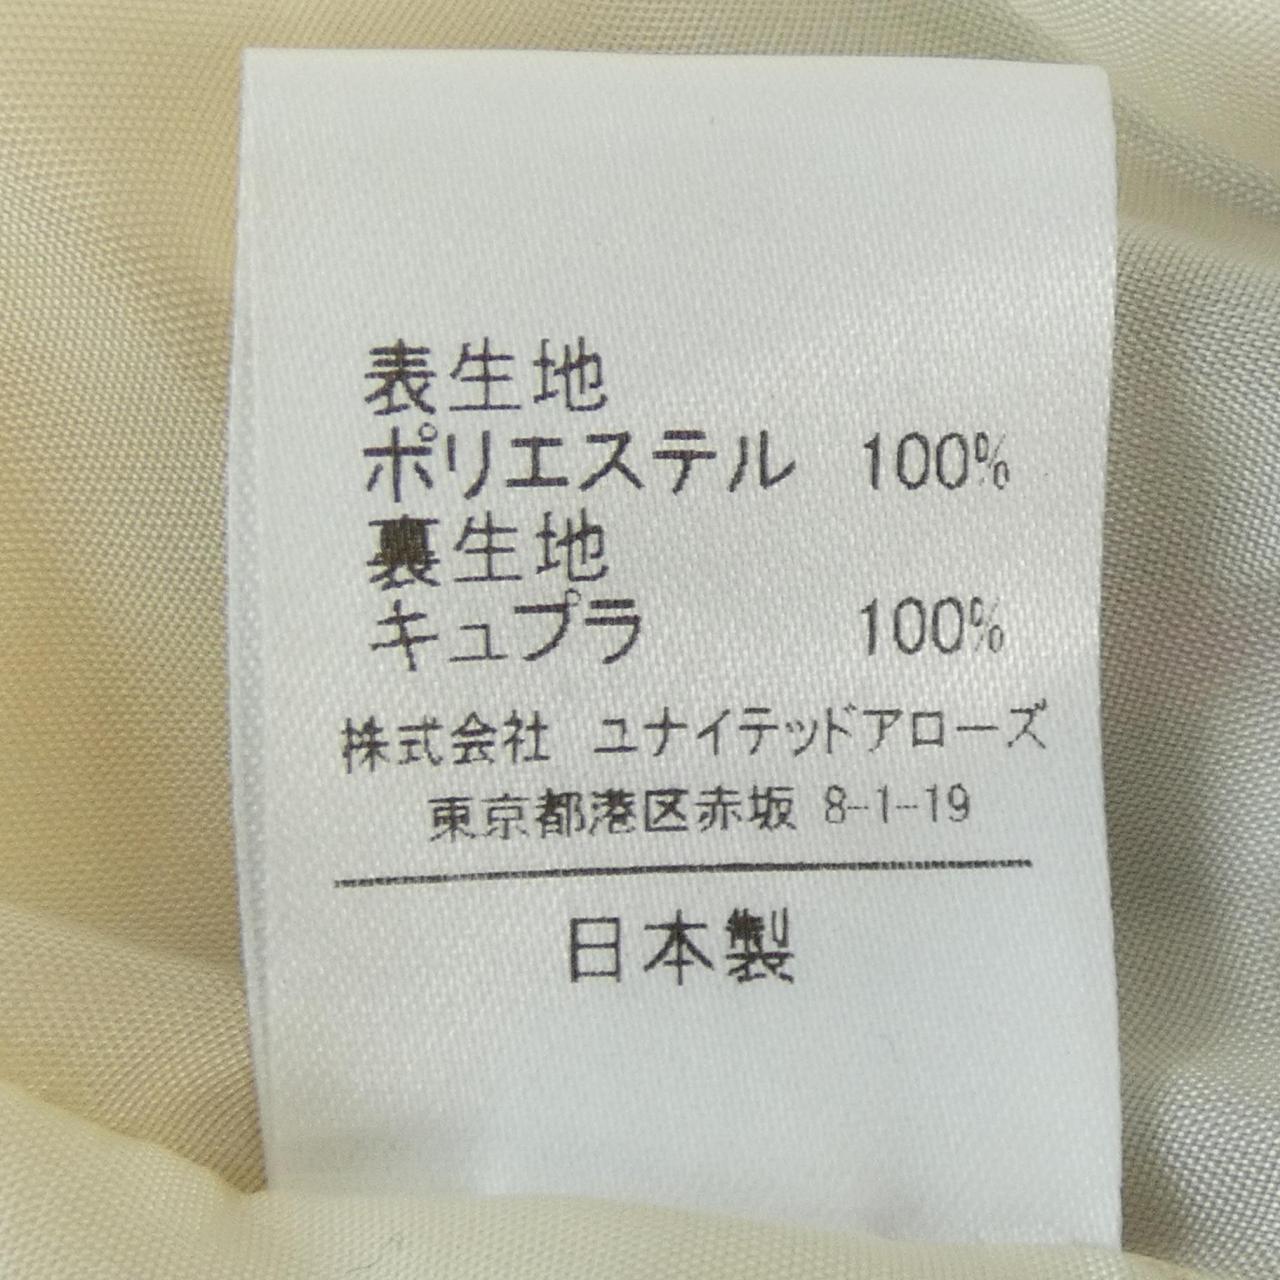 表生地
ポリエステル 100%
裏生地
キュプラ 100%
株式会社 ユナイテッドアローズ
東京都港区赤坂 8-1-19
日本製